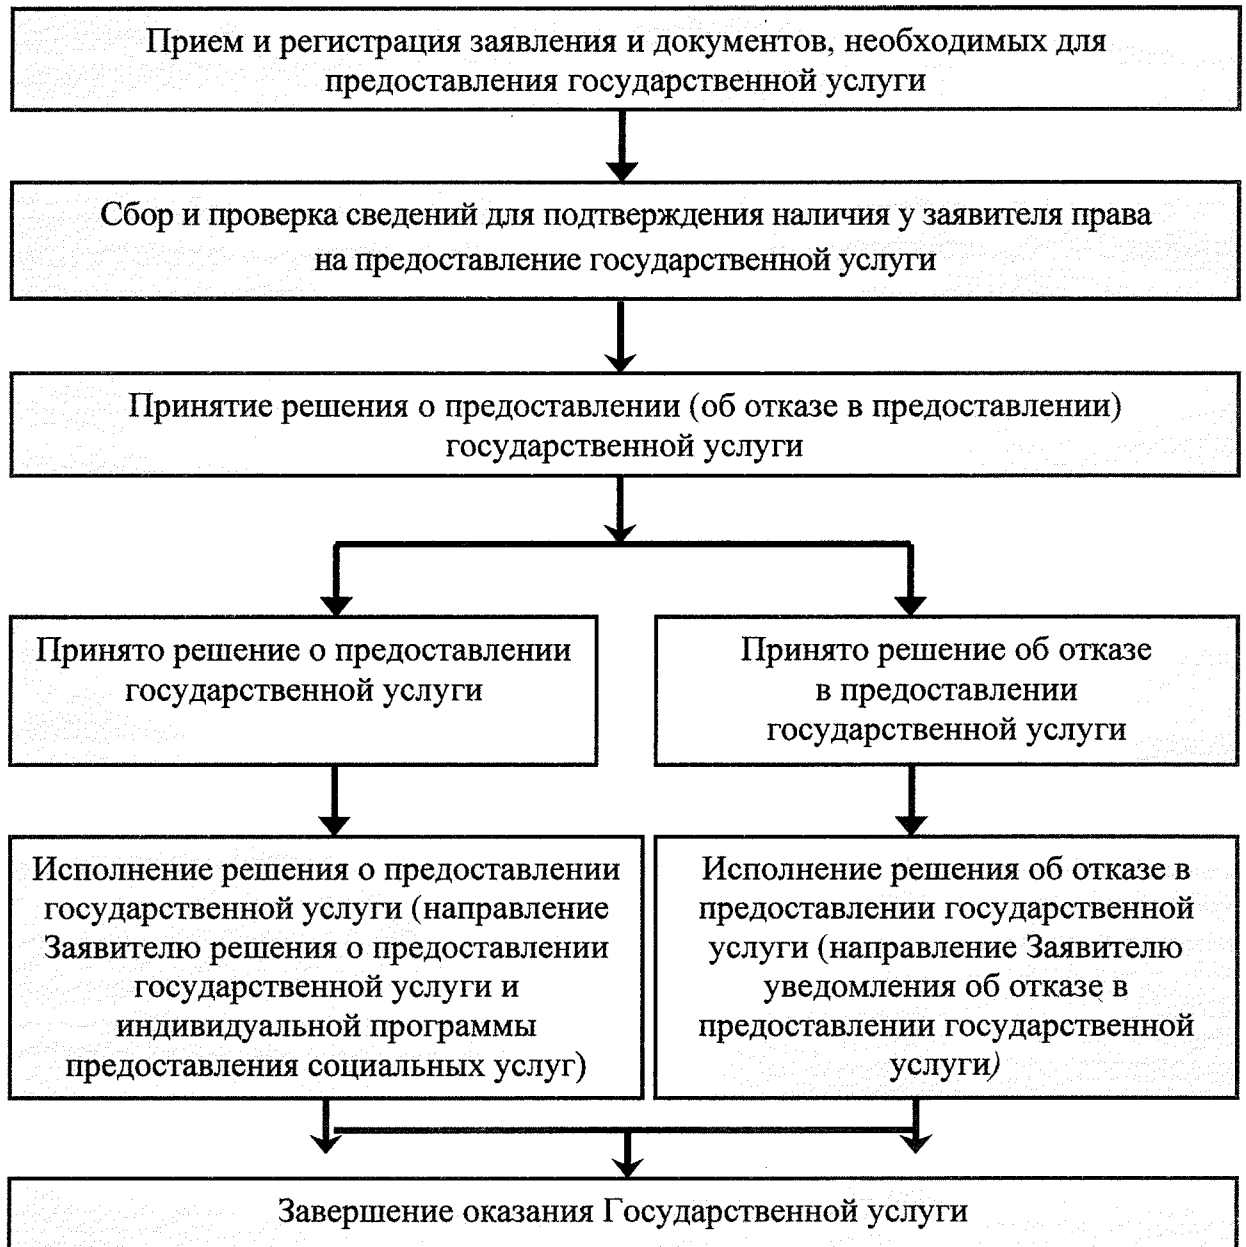 Прием и регистрация заявления и документов, необходимых для
предоставления государственной услуги
Сбор и проверка сведений для подтверждения наличия у заявителя права
на предоставление государственной услуги
Принятие решения о предоставлении (об отказе в предоставлении)
государственной услуги
Принято решение о предоставлении
государственной услуги
Принято решение об отказе
в предоставлении
государственной услуги
Исполнение решения о предоставлении
государственной услуги (направление
Заявителю решения о предоставлении
государственной услуги и
индивидуальной программы
предоставления социальных услуг)
Исполнение решения об отказе в
предоставлении государственной
услуги (направление Заявителю
уведомления об отказе в
предоставлении государственной
услуги)
Завершение оказания Государственной услуги